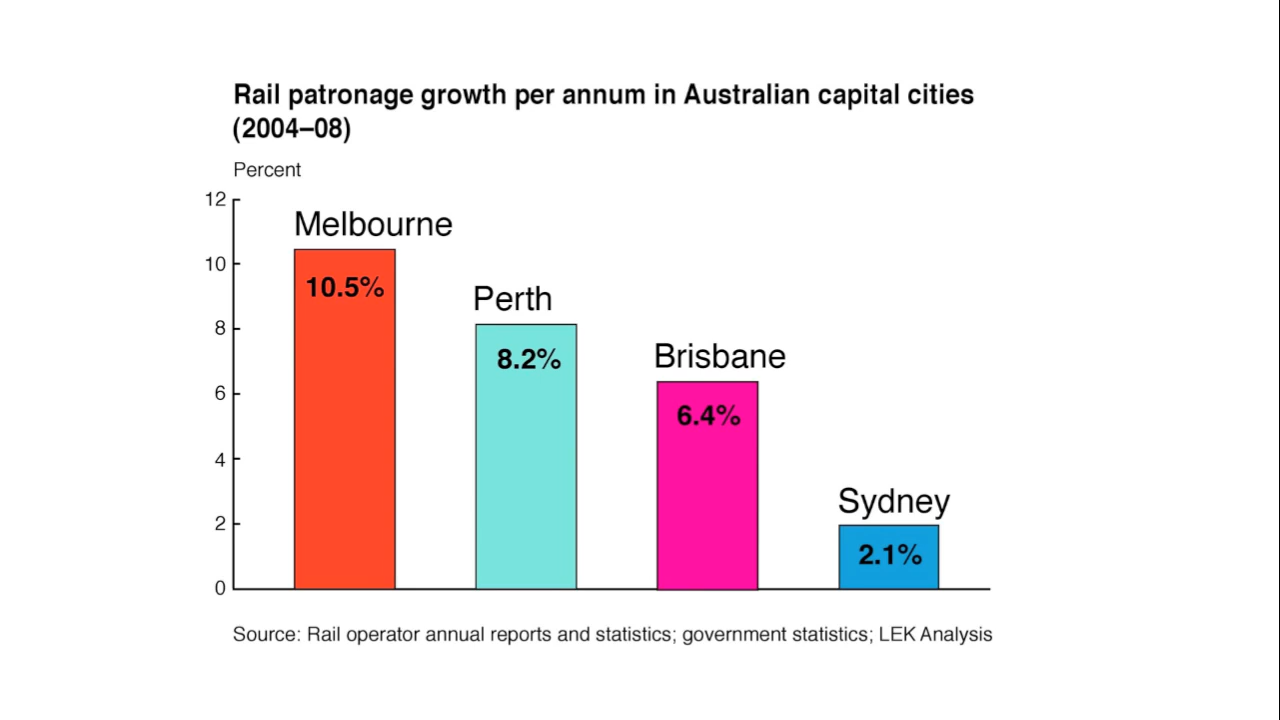 Rail patronage growth per annum in Australian capital cities
(2004–08)
Percent
12
10
8
6
4
2
0
Melbourne
10.5%
Perth
8.2%
Brisbane
6.4%
Sydney
2.1%
Source: Rail operator annual reports and statistics; government statistics; LEK Analysis